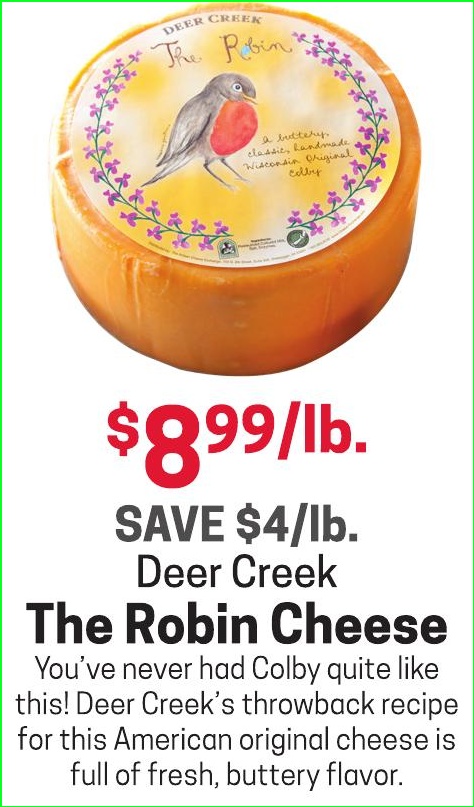 DEER CREEK
The Robin
a buttery,
classic, handmade
Wisconsin Original
Colby
$8 99/lb.
SAVE $4/lb.
Deer Creek
The Robin Cheese
You’ve never had Colby quite like
this! Deer Creek’s throwback recipe
for this American original cheese is
full of fresh, buttery flavor.